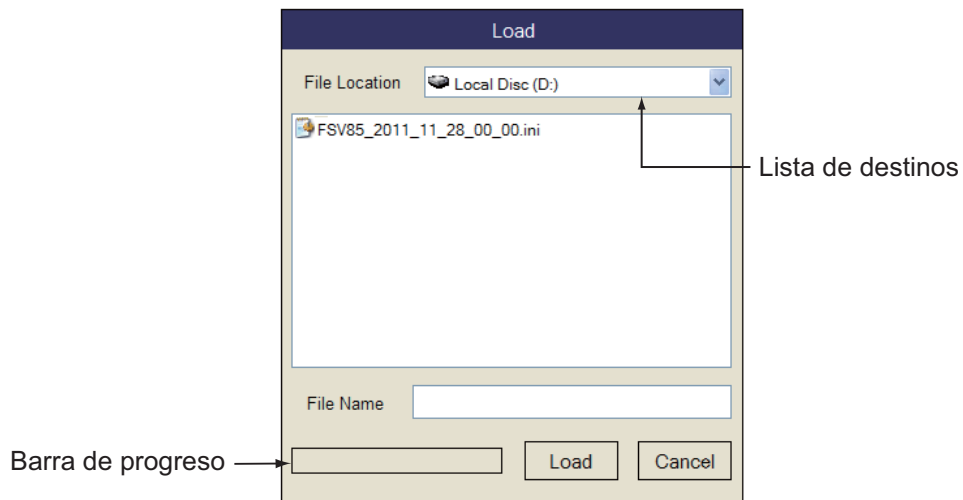 Load
File Location
Local Disc (D:)
FSV85_2011_11_28_00_00.ini
Lista de destinos
File Name
Barra de progreso
Load
Cancel